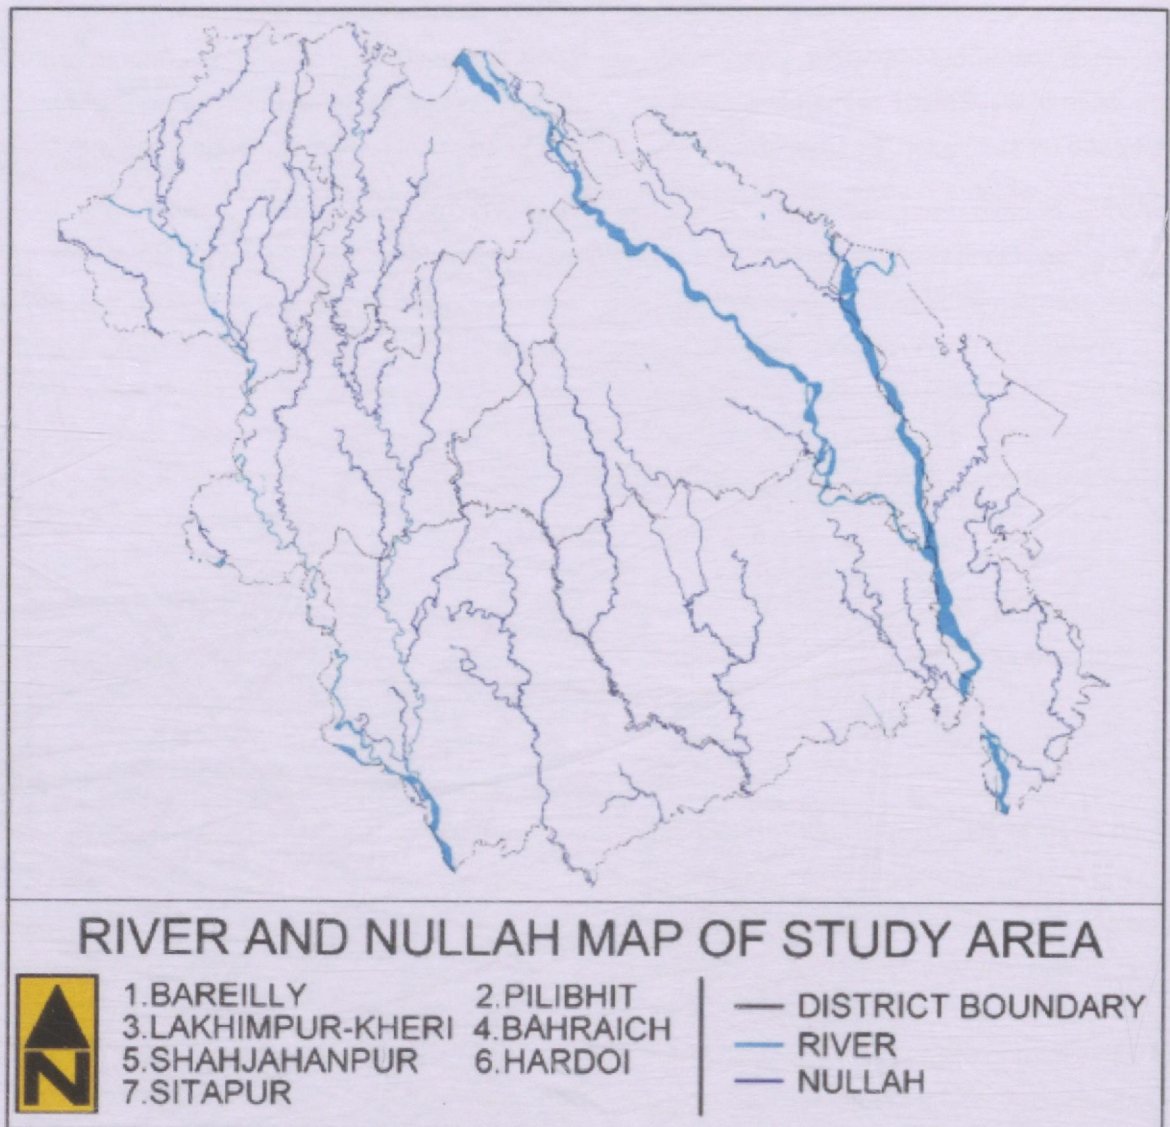 RIVER AND NULLAH MAP OF STUDY AREA
1.BAREILLY 2.PILIBHIT
3.LAKHIMPUR-KHERI 4.BAHRAICH
5.SHAHJAHANPUR 6.HARDOI
7.SITAPUR
DISTRICT BOUNDARY
RIVER
NULLAH
N